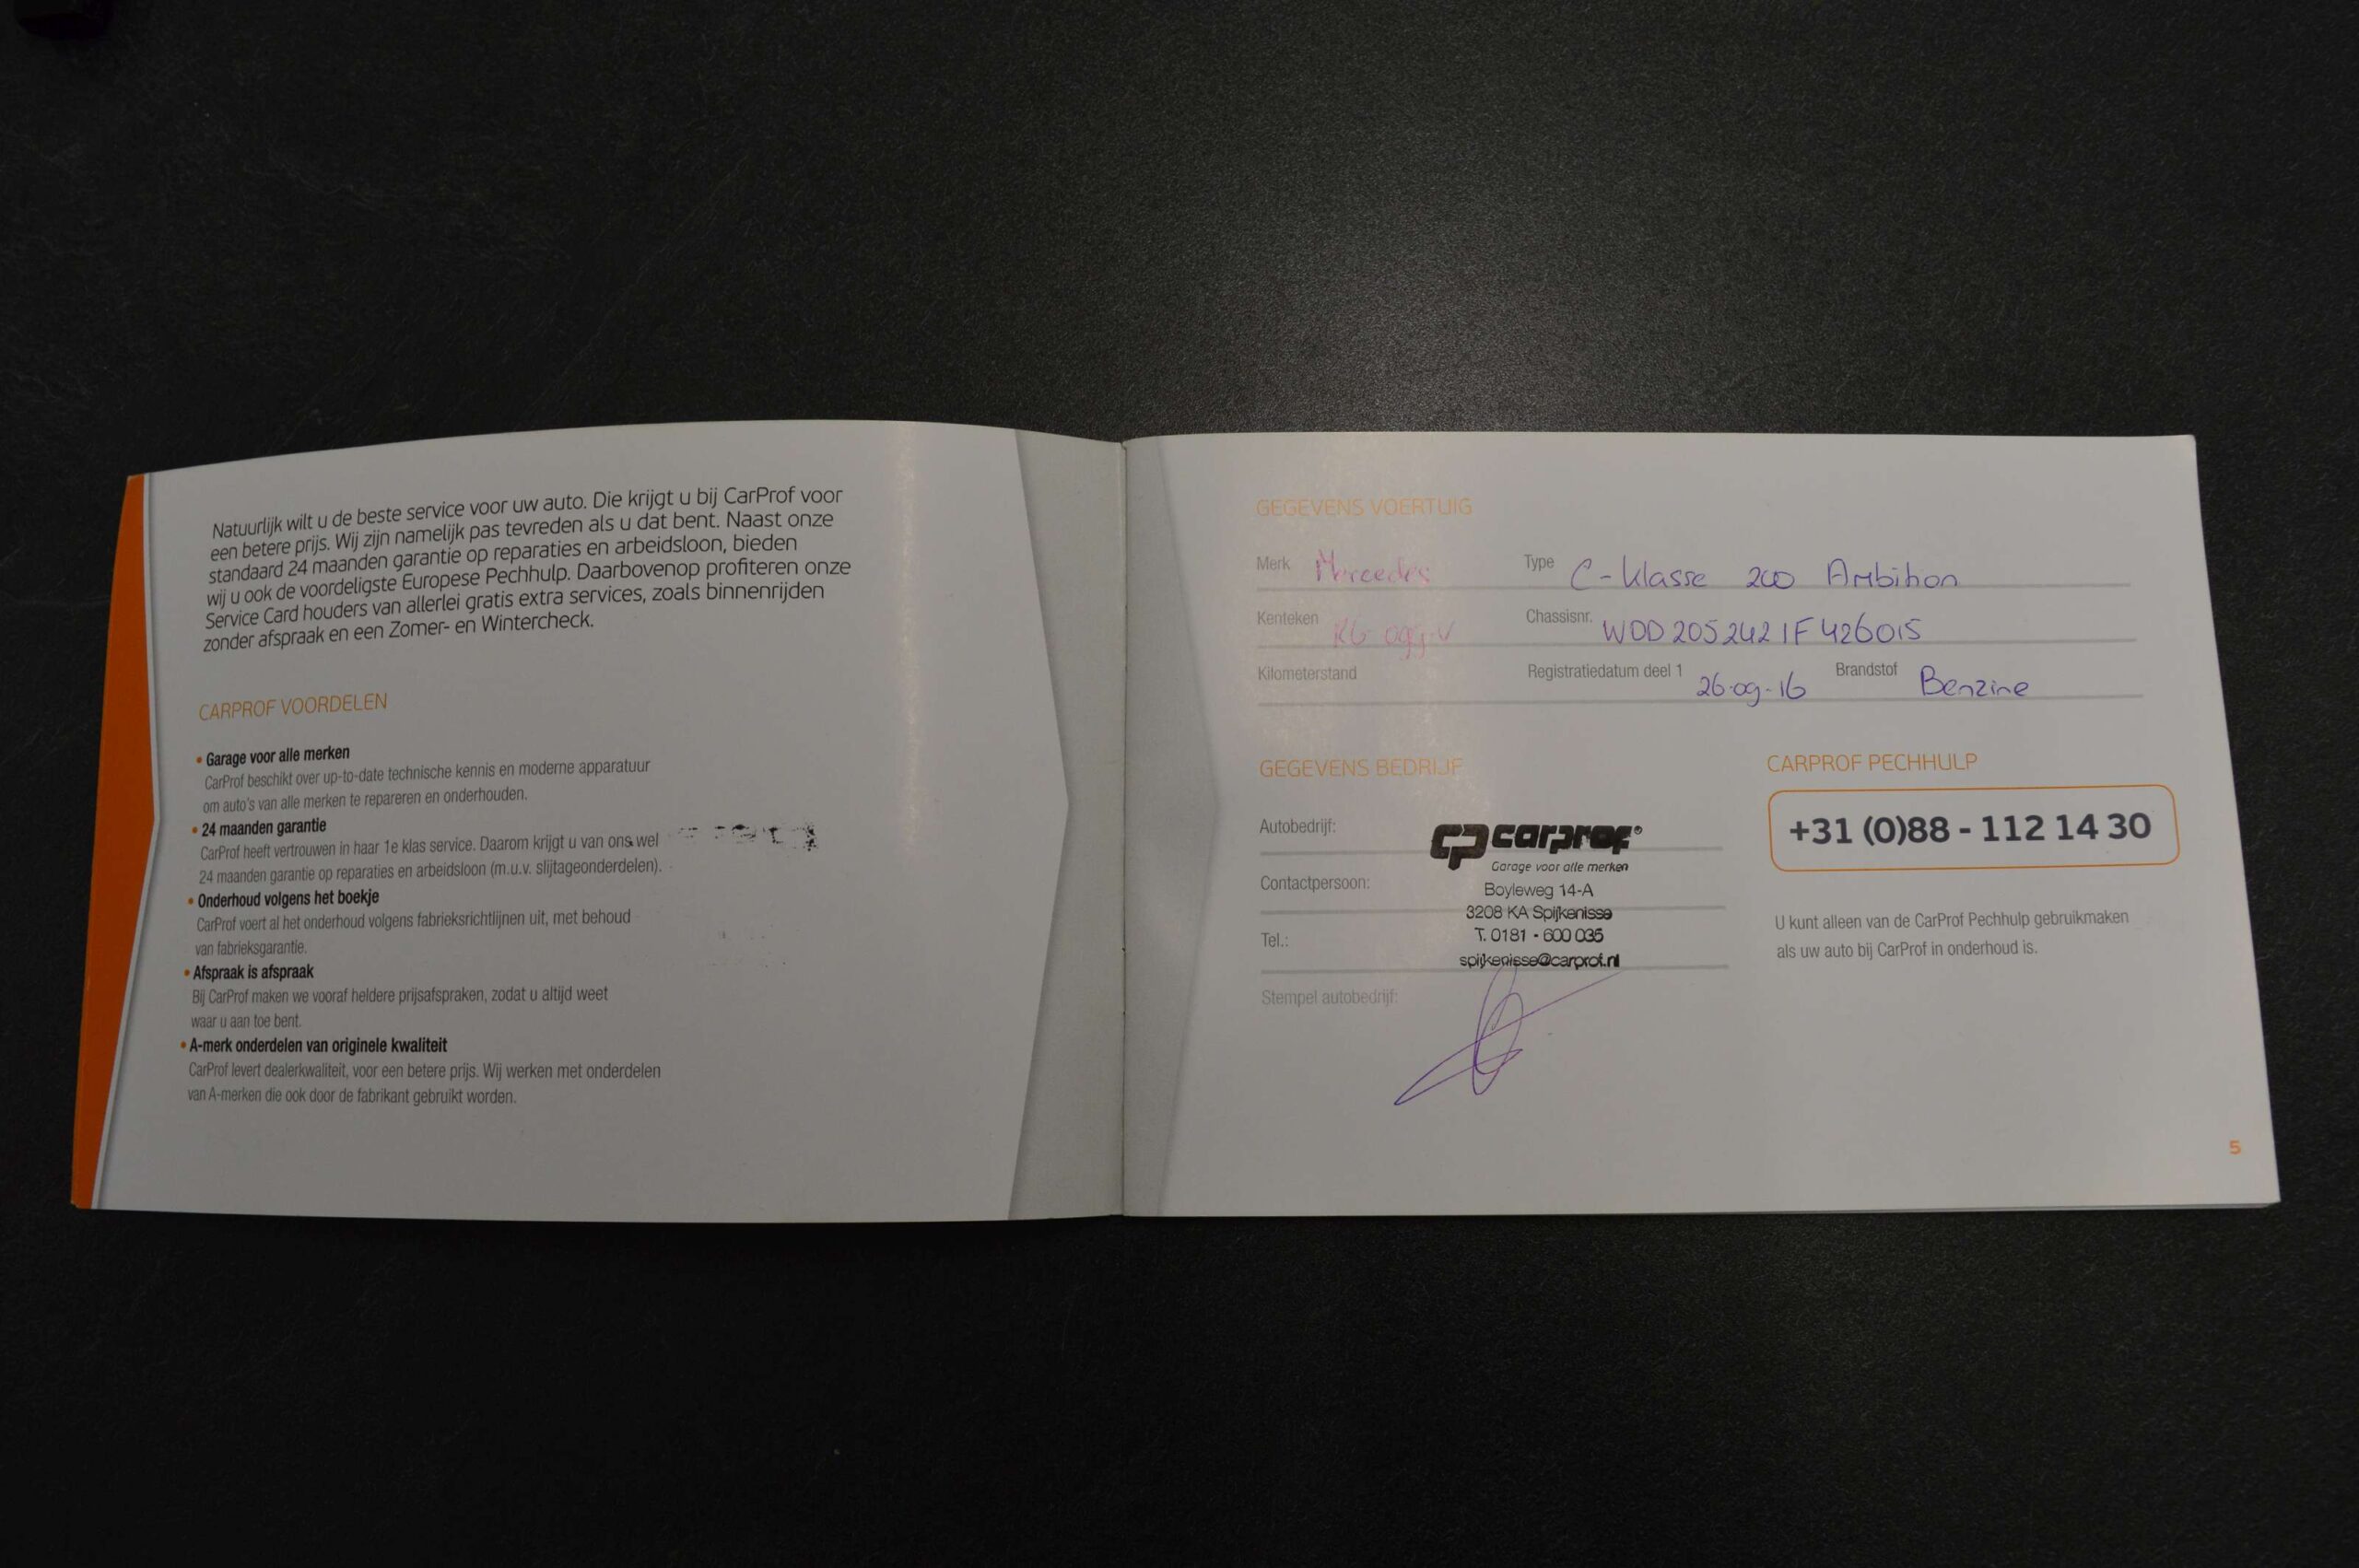 Natuurlijk wilt u de beste service voor uw auto. Die krijgt u bij CarProf voor
een betere prijs. Wij zijn namelijk pas tevreden als u dat bent. Naast onze
standaard 24 maanden garantie op reparaties en arbeidsloon, bieden
wij u ook de voordeligste Europese Pechhulp. Daarbovenop profiteren onze
Service Card houders van allerlei gratis extra services, zoals binnenrijden
zonder afspraak en een Zomer- en Wintercheck.
CARPROF VOORDELEN
• Garage voor alle merken
CarProf beschikt over up-to-date technische kennis en moderne apparatuur
om auto's van alle merken te repareren en onderhouden.
• 24 maanden garantie
CarProf heeft vertrouwen in haar 1e klas service. Daarom krijgt u van ons wel
24 maanden garantie op reparaties en arbeidsloon (m.u.v. slijtageonderdelen).
• Onderhoud volgens het boekje
CarProf voert al het onderhoud volgens fabrieksrichtlijnen uit, met behoud
van fabrieksgarantie.
• Afspraak is afspraak
Bij CarProf maken we vooraf heldere prijsafspraken, zodat u altijd weet
waar u aan toe bent.
• A-merk onderdelen van originele kwaliteit
CarProf levert dealerkwaliteit, voor een betere prijs. Wij werken met onderdelen
van A-merken die ook door de fabrikant gebruikt worden.
GEGEVENS VOERTUIG
Merk Mercedes Type C-Klasse 200 Ambition
Kenteken Chassisnr. WDD2052421F426015
Kilometerstand Registratiedatum deel 1 26-09-16 Brandstof Benzine
GEGEVENS BEDRIJF
Autobedrijf:
Contactpersoon:
Tel.:
Stempel autobedrijf:
cp carprof®
Garage voor alle merken
Boyleweg 14-A
3208 KA Spijkenisse
T. 0181 - 600 035
spijkenisse@carprof.nl
CARPROF PECHHULP
+31 (0)88 - 112 14 30
U kunt alleen van de CarProf Pechhulp gebruikmaken
als uw auto bij CarProf in onderhoud is.
5